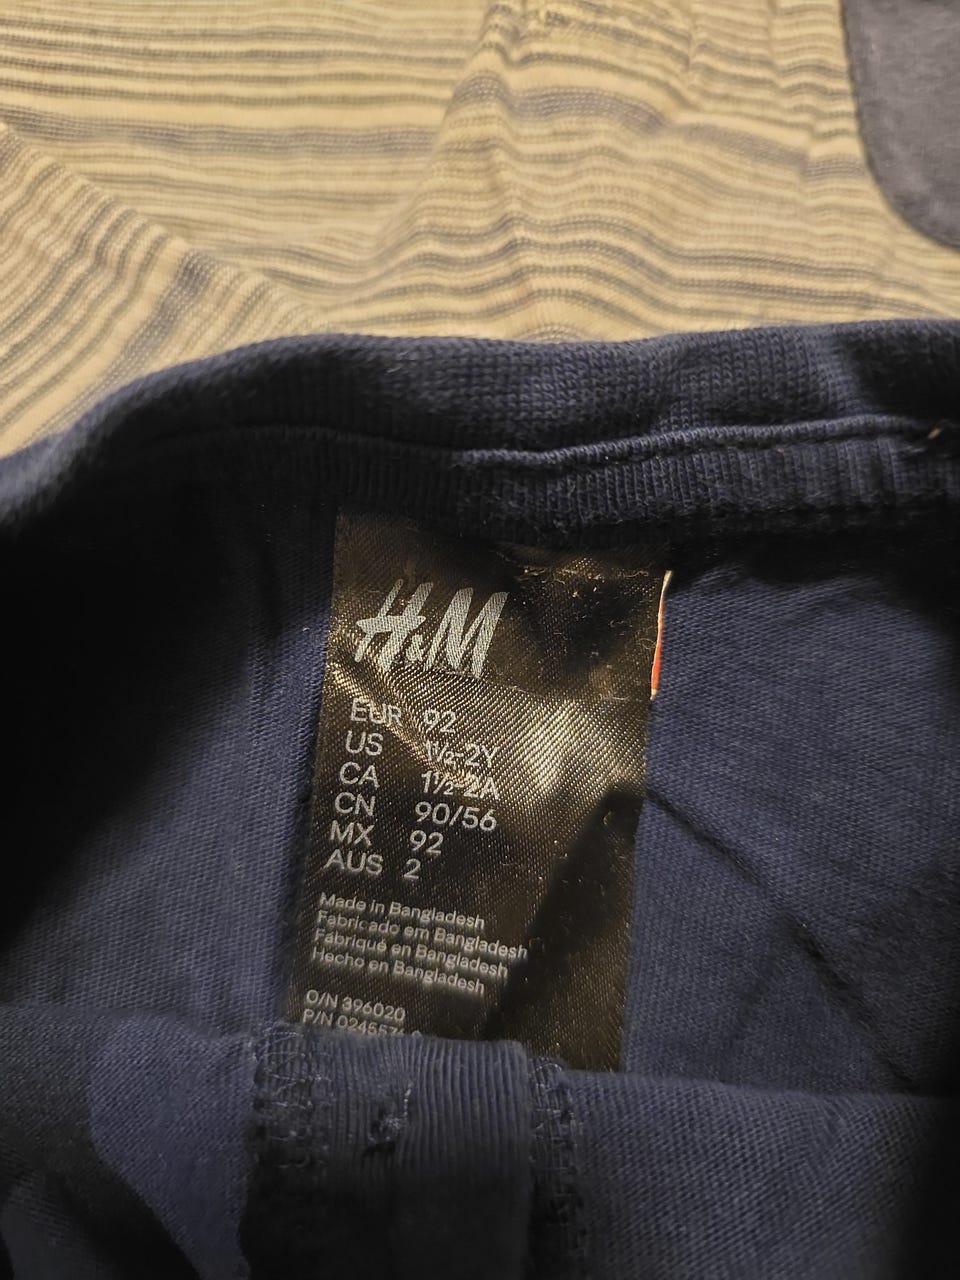 H&M
EUR 92
US 1½-2Y
CA 1½-2A
CN 90/56
MX 92
AUS 2
Made in Bangladesh
Fabricado em Bangladesh
Fabriqué en Bangladesh
Hecho en Bangladesh
O/N 396020
P/N